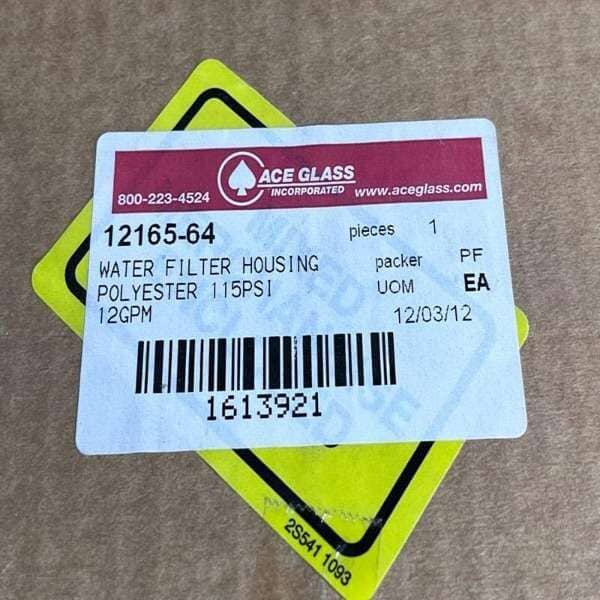 ACE GLASS
INCORPORATED
800-223-4524
www.aceglass.com
12165-64
pieces 1
WATER FILTER HOUSING
packer PF
POLYESTER 115PSI
UOM EA
12GPM
12/03/12
1613921
2S541 1093